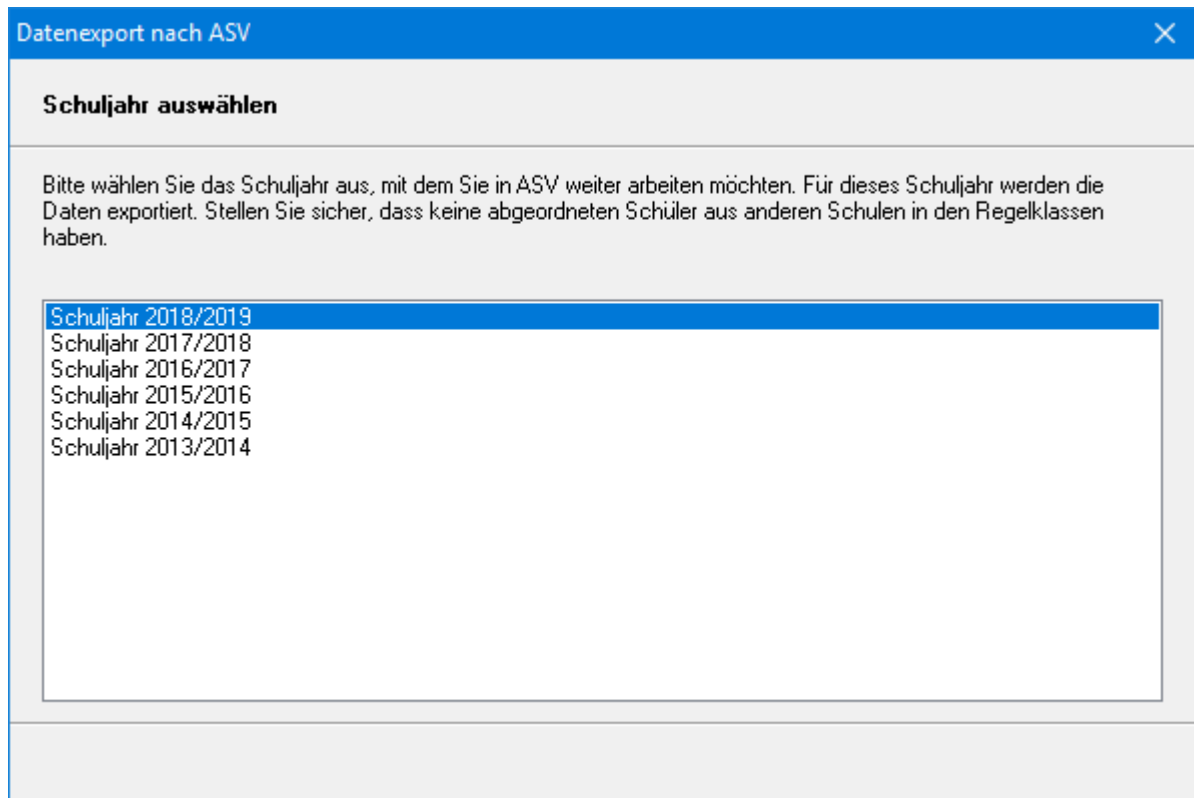 Datenexport nach ASV
Schuljahr auswählen
Bitte wählen Sie das Schuljahr aus, mit dem Sie in ASV weiter arbeiten möchten. Für dieses Schuljahr werden die
Daten exportiert. Stellen Sie sicher, dass keine abgeordneten Schüler aus anderen Schulen in den Regelklassen
haben.
Schuljahr 2018/2019
Schuljahr 2017/2018
Schuljahr 2016/2017
Schuljahr 2015/2016
Schuljahr 2014/2015
Schuljahr 2013/2014